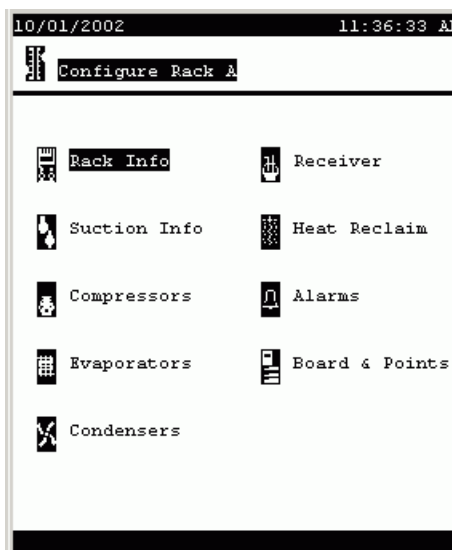 10/01/2002 11:36:33
Configure Rack A
Rack Info
Receiver
Suction Info
Heat Reclaim
Compressors
Alarms
Evaporators
Board & Points
Condensers